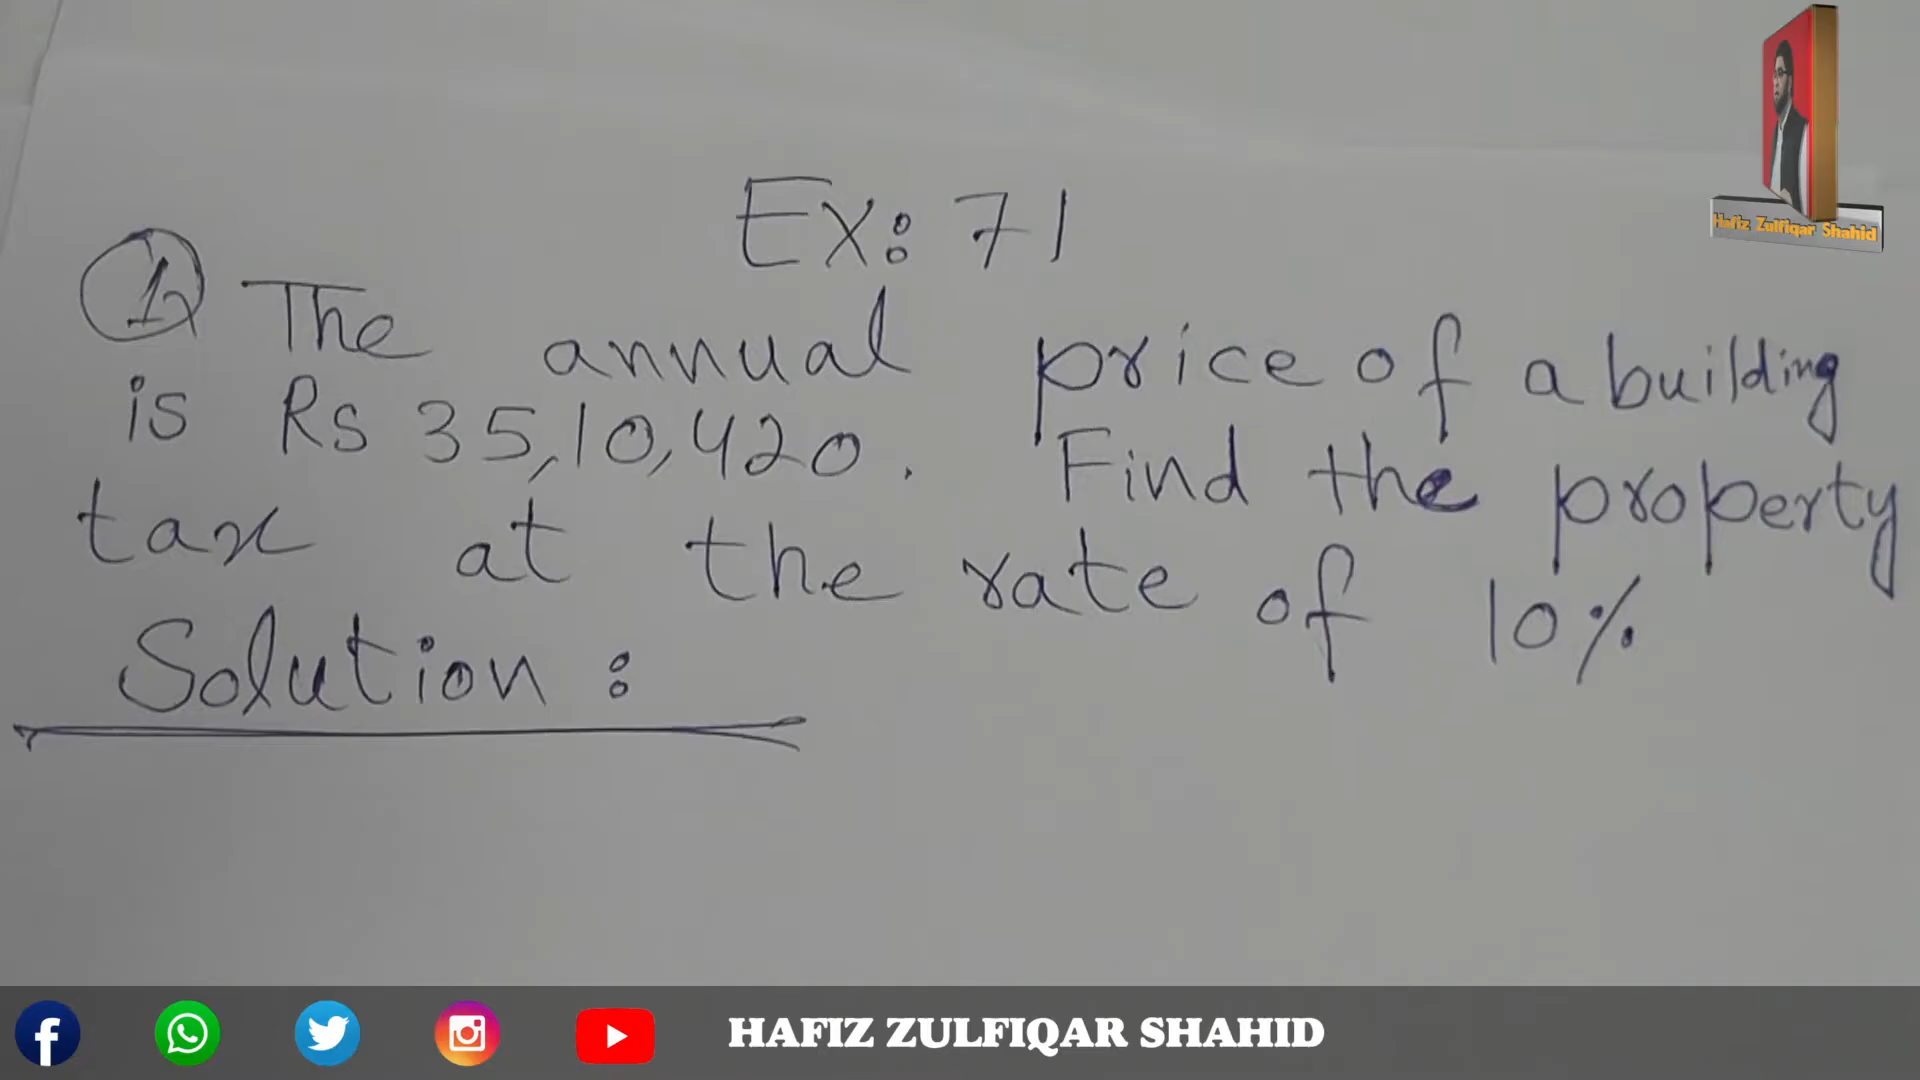 Ex: 71
1 The annual price of a building
is Rs 35,10,420. Find the property
tax at the rate of 10%
Solution:
Hafiz Zulfiqar Shahid
HAFIZ ZULFIQAR SHAHID